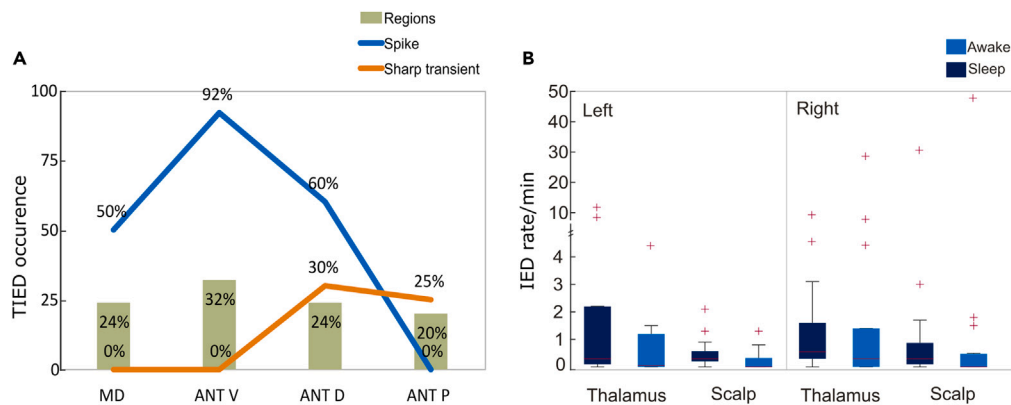 Regions
Spike
Sharp transient
A
TIED occurence
100
75
50
25
0
50%
92%
60%
30%
25%
24%
32%
24%
20%
0%
0%
0%
MD
ANT V
ANT D
ANT P
Awake
Sleep
B
IED rate/min
50
40
30
20
10
4
2
1
0
Left
Right
Thalamus
Scalp
Thalamus
Scalp